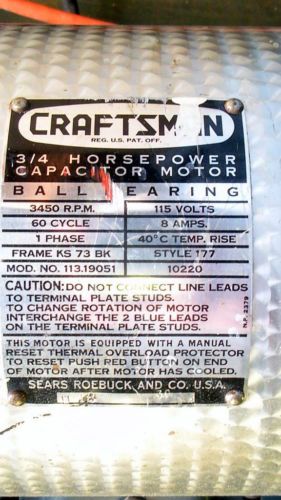 CRAFTSMAN
REG. U.S. PAT. OFF.
3/4 HORSEPOWER
CAPACITOR MOTOR
BALL BEARING
3450 R.P.M. 115 VOLTS
60 CYCLE 8 AMPS.
1 PHASE 40°C TEMP. RISE
FRAME KS 73 BK STYLE 177
MOD. NO. 113.19051 10220
CAUTION: DO NOT CONNECT LINE LEADS
TO TERMINAL PLATE STUDS.
TO CHANGE ROTATION OF MOTOR
INTERCHANGE THE 2 BLUE LEADS
ON THE TERMINAL PLATE STUDS.
N.P. 2379
THIS MOTOR IS EQUIPPED WITH A MANUAL
RESET THERMAL OVERLOAD PROTECTOR
TO RESET PUSH RED BUTTON ON END
OF MOTOR AFTER MOTOR HAS COOLED.
SEARS ROEBUCK AND CO. U.S.A.